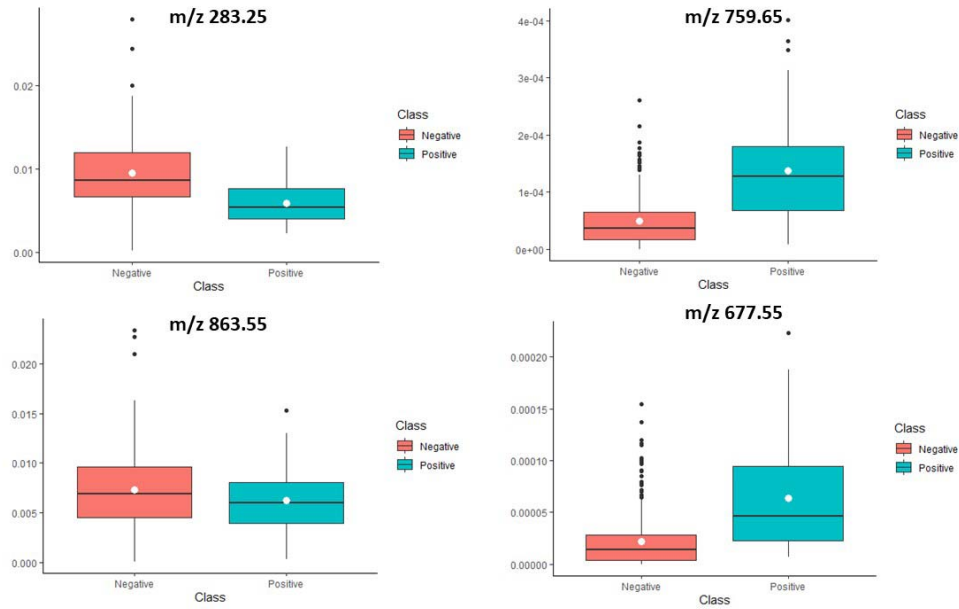 m/z 283.25
0.02
0.01
0.00
Negative
Positive
Class
Class
Negative
Positive
m/z 759.65
4e-04
3e-04
2e-04
1e-04
0e+00
Negative
Positive
Class
Class
Negative
Positive
m/z 863.55
0.020
0.015
0.010
0.005
0.000
Negative
Positive
Class
Class
Negative
Positive
m/z 677.55
0.00020
0.00015
0.00010
0.00005
0.00000
Negative
Positive
Class
Class
Negative
Positive